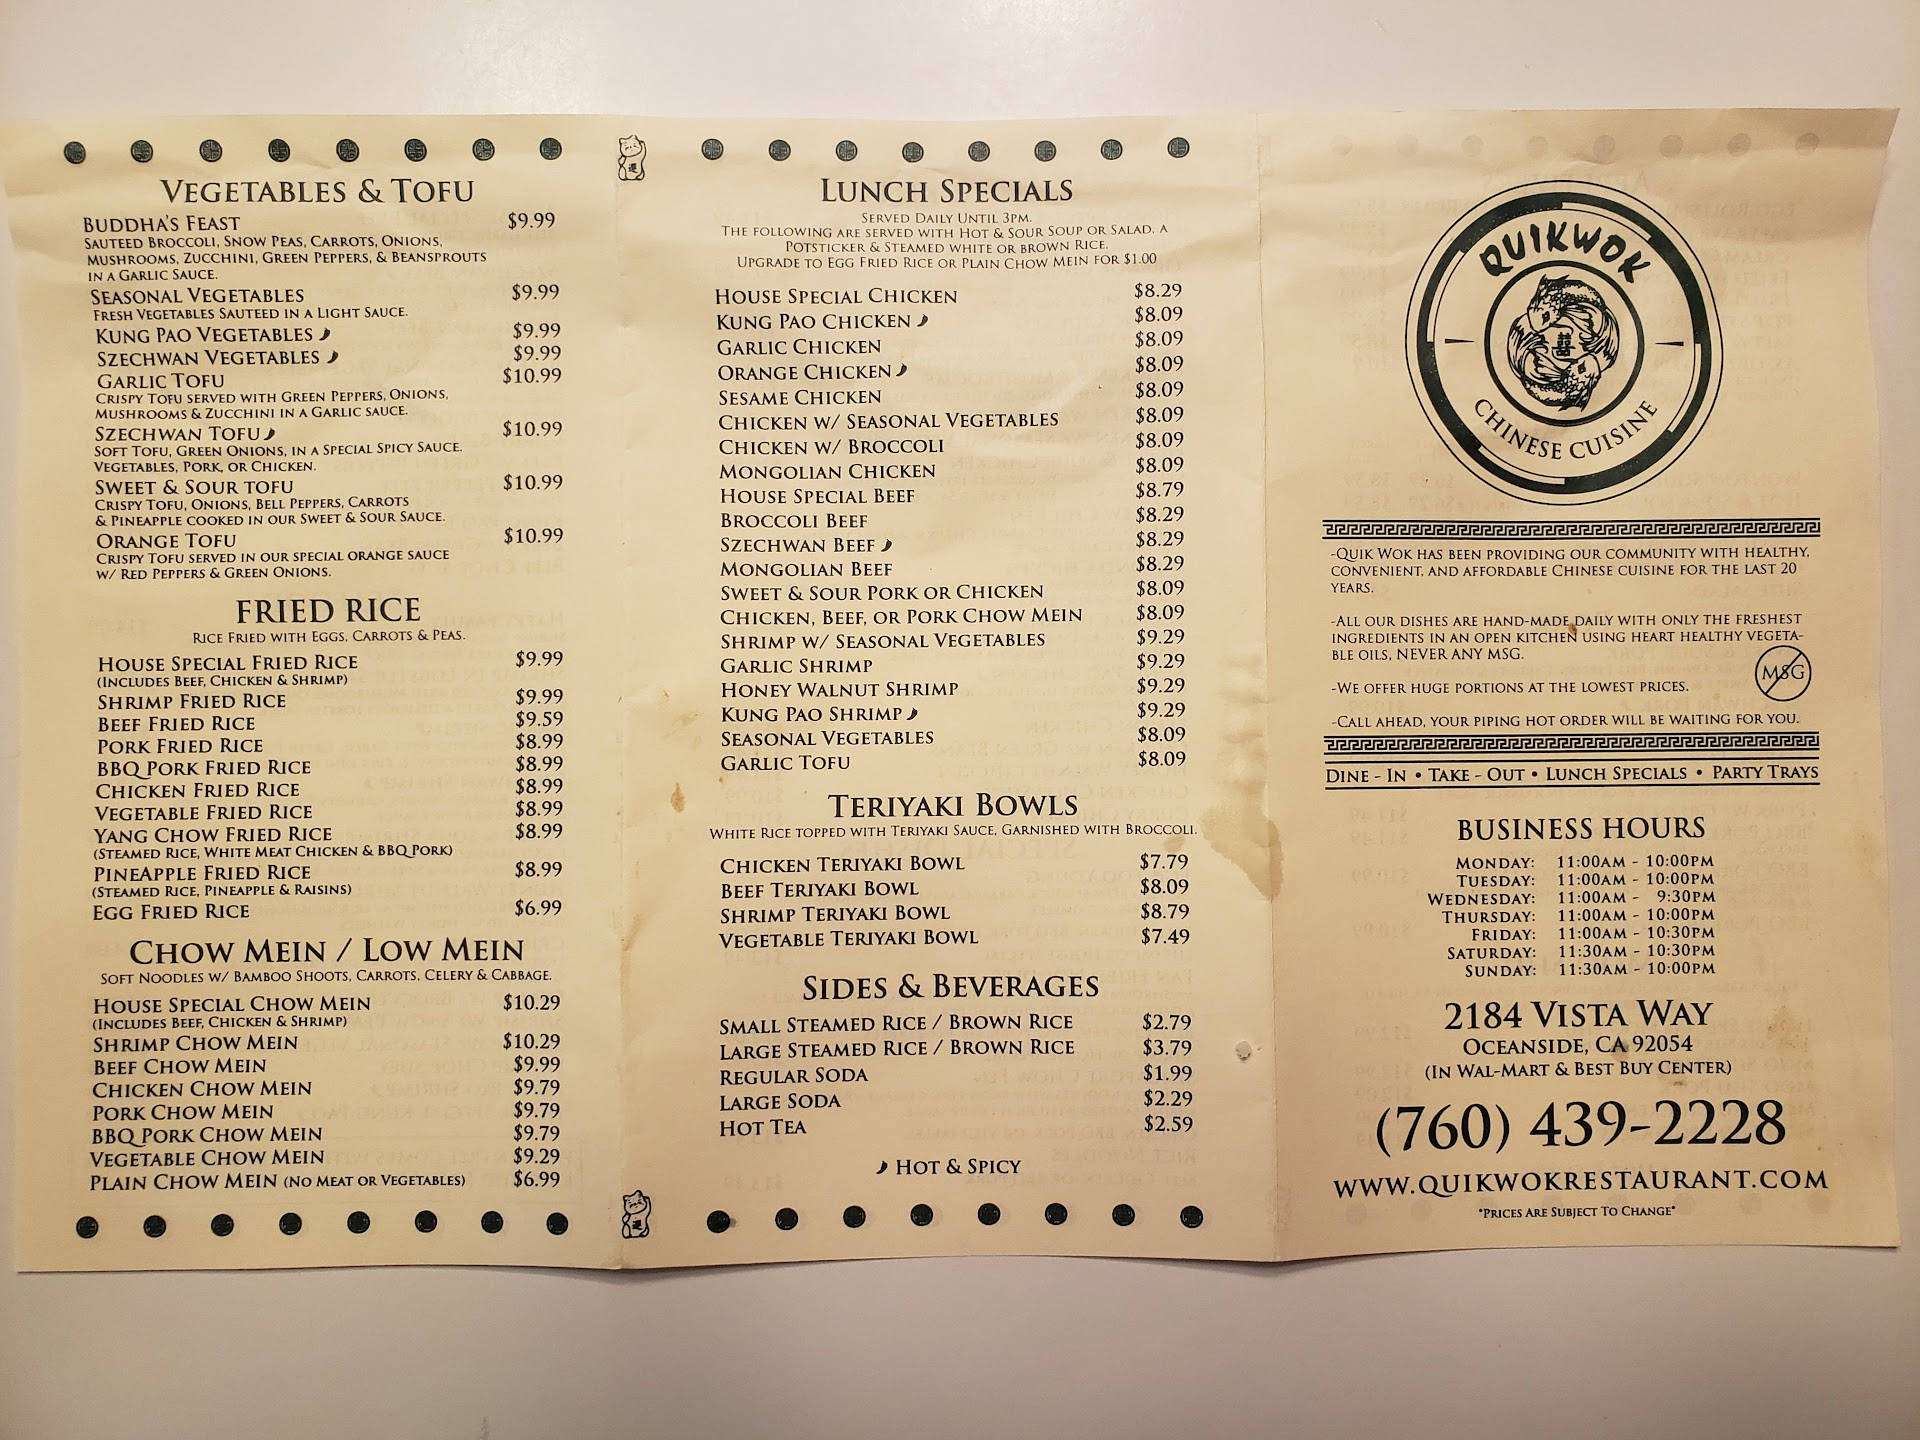 VEGETABLES & TOFU
BUDDHA'S FEAST $9.99
SAUTEED BROCCOLI, SNOW PEAS, CARROTS, ONIONS,
MUSHROOMS, ZUCCHINI, GREEN PEPPERS, & BEANSPROUTS
IN A GARLIC SAUCE.
SEASONAL VEGETABLES $9.99
FRESH VEGETABLES SAUTEED IN A LIGHT SAUCE.
KUNG PAO VEGETABLES $9.99
SZECHWAN VEGETABLES $9.99
GARLIC TOFU $10.99
CRISPY TOFU SERVED WITH GREEN PEPPERS, ONIONS,
MUSHROOMS & ZUCCHINI IN A GARLIC SAUCE.
SZECHWAN TOFU $10.99
SOFT TOFU, GREEN ONIONS, IN A SPECIAL SPICY SAUCE.
VEGETABLES, PORK, OR CHICKEN.
SWEET & SOUR TOFU $10.99
CRISPY TOFU, ONIONS, BELL PEPPERS, CARROTS
& PINEAPPLE COOKED IN OUR SWEET & SOUR SAUCE.
ORANGE TOFU $10.99
CRISPY TOFU SERVED IN OUR SPECIAL ORANGE SAUCE
W/ RED PEPPERS & GREEN ONIONS.
FRIED RICE
RICE FRIED WITH EGGS, CARROTS & PEAS.
HOUSE SPECIAL FRIED RICE $9.99
(INCLUDES BEEF, CHICKEN & SHRIMP)
SHRIMP FRIED RICE $9.99
BEEF FRIED RICE $9.59
PORK FRIED RICE $8.99
BBQ PORK FRIED RICE $8.99
CHICKEN FRIED RICE $8.99
VEGETABLE FRIED RICE $8.99
YANG CHOW FRIED RICE $8.99
(STEAMED RICE, WHITE MEAT CHICKEN & BBQ PORK)
PINEAPPLE FRIED RICE $8.99
(STEAMED RICE, PINEAPPLE & RAISINS)
EGG FRIED RICE $6.99
CHOW MEIN / LOW MEIN
SOFT NOODLES W/ BAMBOO SHOOTS, CARROTS, CELERY & CABBAGE.
HOUSE SPECIAL CHOW MEIN $10.29
(INCLUDES BEEF, CHICKEN & SHRIMP)
SHRIMP CHOW MEIN $10.29
BEEF CHOW MEIN $9.99
CHICKEN CHOW MEIN $9.79
PORK CHOW MEIN $9.79
BBQ PORK CHOW MEIN $9.79
VEGETABLE CHOW MEIN $9.29
PLAIN CHOW MEIN (NO MEAT OR VEGETABLES) $6.99
LUNCH SPECIALS
SERVED DAILY UNTIL 3PM.
THE FOLLOWING ARE SERVED WITH HOT & SOUR SOUP OR SALAD, A
POTSTICKER & STEAMED WHITE OR BROWN RICE.
UPGRADE TO EGG FRIED RICE OR PLAIN CHOW MEIN FOR $1.00
HOUSE SPECIAL CHICKEN $8.29
KUNG PAO CHICKEN $8.09
GARLIC CHICKEN $8.09
ORANGE CHICKEN $8.09
SESAME CHICKEN $8.09
CHICKEN W/ SEASONAL VEGETABLES $8.09
CHICKEN W/ BROCCOLI $8.09
MONGOLIAN CHICKEN $8.09
HOUSE SPECIAL BEEF $8.79
BROCCOLI BEEF $8.29
SZECHWAN BEEF $8.29
MONGOLIAN BEEF $8.29
SWEET & SOUR PORK OR CHICKEN $8.09
CHICKEN, BEEF, OR PORK CHOW MEIN $8.09
SHRIMP W/ SEASONAL VEGETABLES $9.29
GARLIC SHRIMP $9.29
HONEY WALNUT SHRIMP $9.29
KUNG PAO SHRIMP $9.29
SEASONAL VEGETABLES $8.09
GARLIC TOFU $8.09
TERIYAKI BOWLS
WHITE RICE TOPPED WITH TERIYAKI SAUCE, GARNISHED WITH BROCCOLI.
CHICKEN TERIYAKI BOWL $7.79
BEEF TERIYAKI BOWL $8.09
SHRIMP TERIYAKI BOWL $8.79
VEGETABLE TERIYAKI BOWL $7.49
SIDES & BEVERAGES
SMALL STEAMED RICE / BROWN RICE $2.79
LARGE STEAMED RICE / BROWN RICE $3.79
REGULAR SODA $1.99
LARGE SODA $2.29
HOT TEA $2.59
HOT & SPICY
QUIKWOK
囍
CHINESE CUISINE
-QUIK WOK HAS BEEN PROVIDING OUR COMMUNITY WITH HEALTHY,
CONVENIENT, AND AFFORDABLE CHINESE CUISINE FOR THE LAST 20
YEARS.
-ALL OUR DISHES ARE HAND-MADE DAILY WITH ONLY THE FRESHEST
INGREDIENTS IN AN OPEN KITCHEN USING HEART HEALTHY VEGETA-
BLE OILS, NEVER ANY MSG.
MSG
-WE OFFER HUGE PORTIONS AT THE LOWEST PRICES.
-CALL AHEAD, YOUR PIPING HOT ORDER WILL BE WAITING FOR YOU.
DINE - IN • TAKE - OUT • LUNCH SPECIALS • PARTY TRAYS
BUSINESS HOURS
MONDAY: 11:00AM - 10:00PM
TUESDAY: 11:00AM - 10:00PM
WEDNESDAY: 11:00AM - 9:30PM
THURSDAY: 11:00AM - 10:00PM
FRIDAY: 11:00AM - 10:30PM
SATURDAY: 11:30AM - 10:30PM
SUNDAY: 11:30AM - 10:00PM
2184 VISTA WAY
OCEANSIDE, CA 92054
(IN WAL-MART & BEST BUY CENTER)
(760) 439-2228
WWW.QUIKWOKRESTAURANT.COM
*PRICES ARE SUBJECT TO CHANGE*